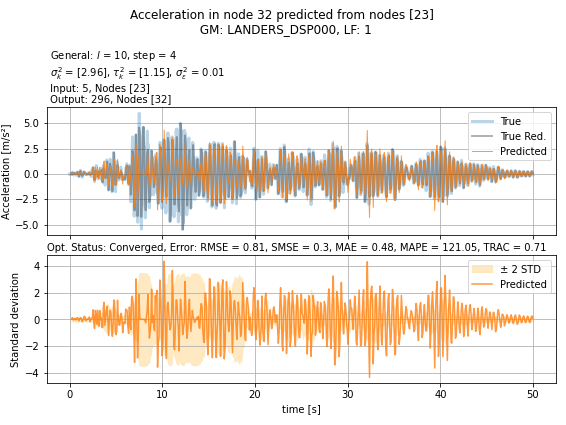 Acceleration in node 32 predicted from nodes [23]
GM: LANDERS_DSP000, LF: 1
General: l = 10, step = 4
σ²ₖ = [2.96], τ²ₖ = [1.15], σ²ε = 0.01
Input: 5, Nodes [23]
Output: 296, Nodes [32]
Acceleration [m/s²]
5.0
2.5
0.0
−2.5
−5.0
True
True Red.
Predicted
Opt. Status: Converged, Error: RMSE = 0.81, SMSE = 0.3, MAE = 0.48, MAPE = 121.05, TRAC = 0.71
Standard deviation
4
2
0
−2
−4
± 2 STD
Predicted
0 10 20 30 40 50
time [s]